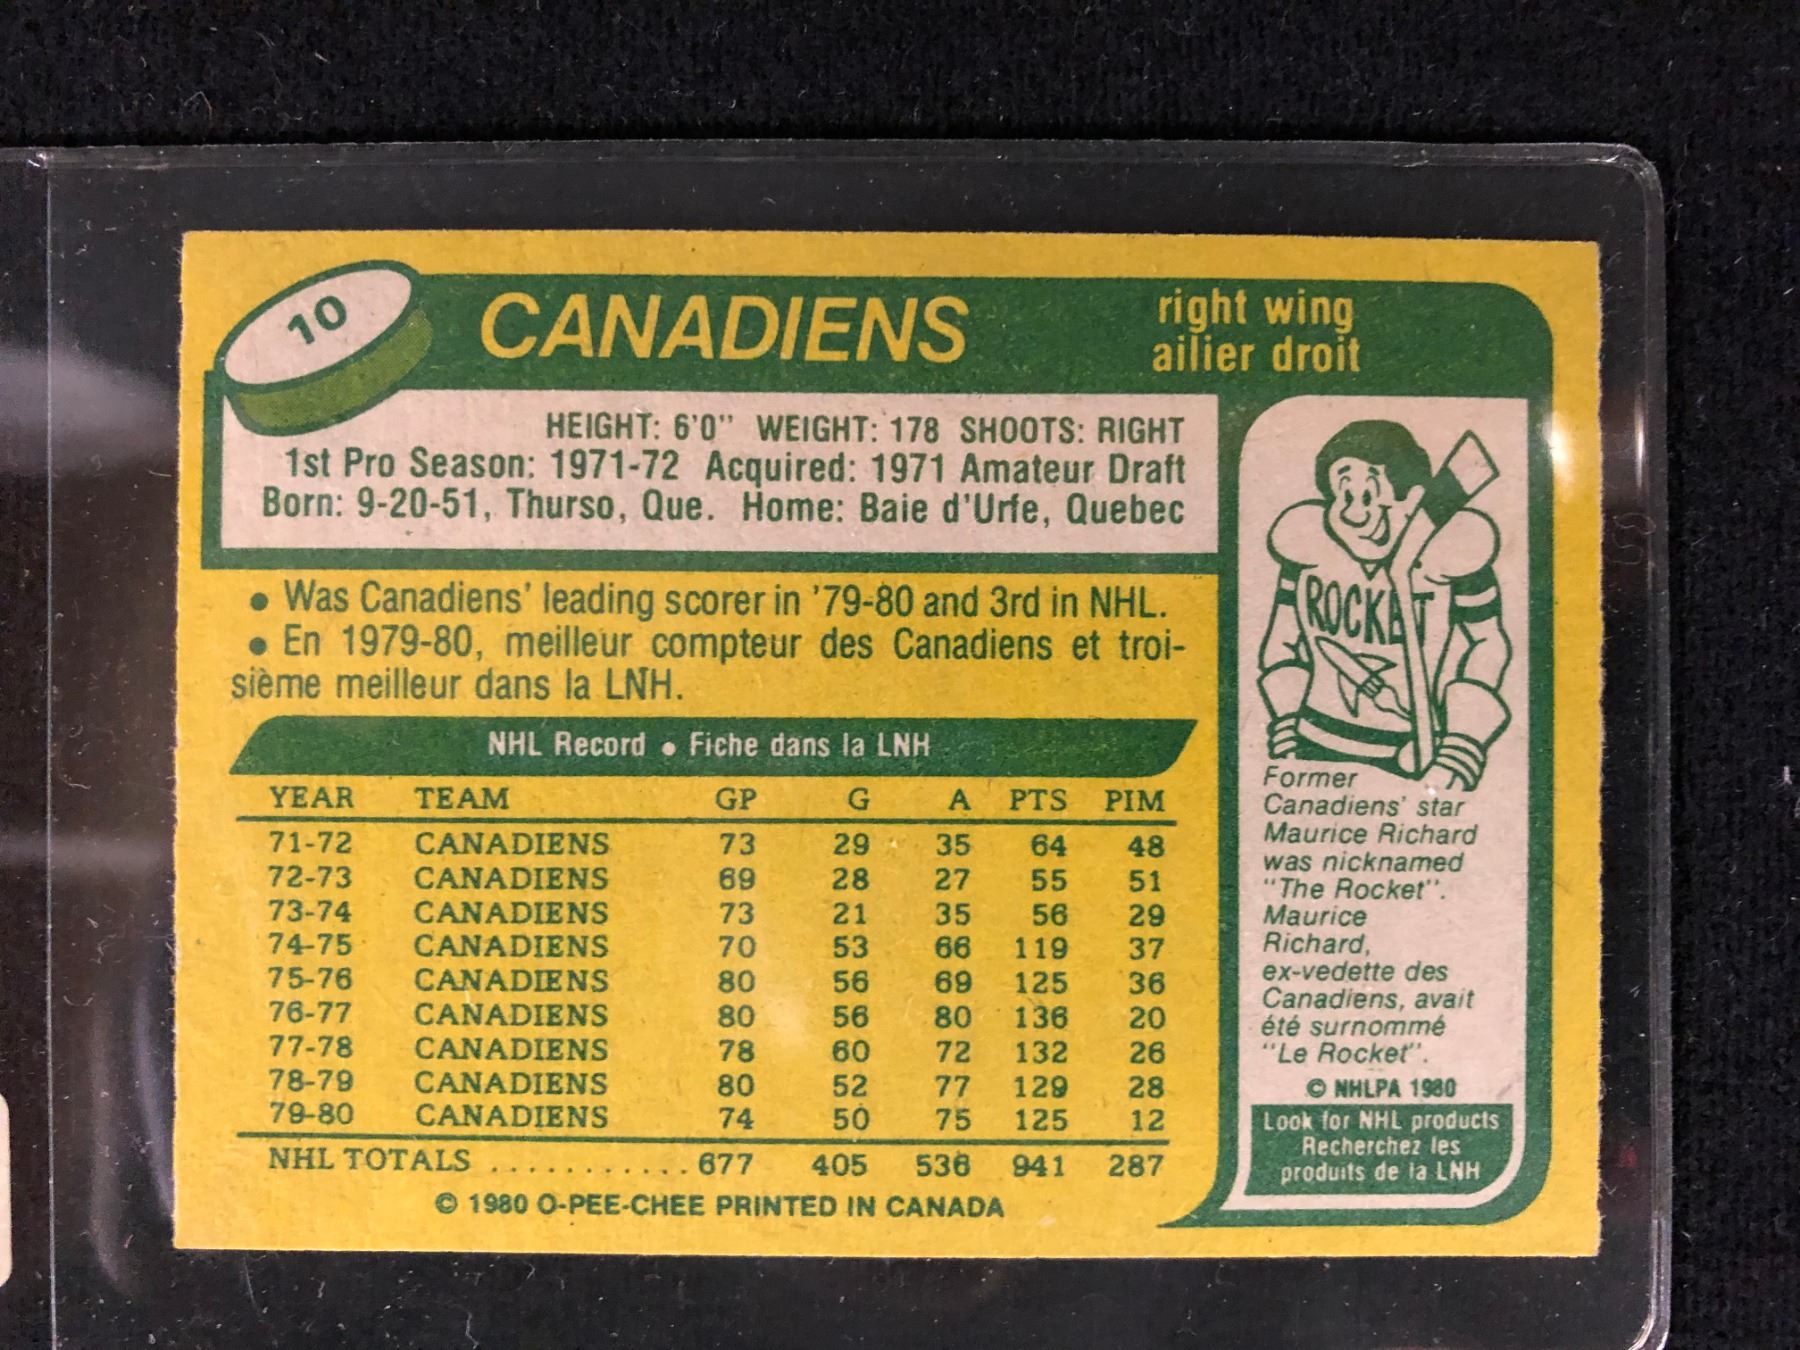 10
CANADIENS
right wing
ailier droit
HEIGHT: 6'0" WEIGHT: 178 SHOOTS: RIGHT
1st Pro Season: 1971-72 Acquired: 1971 Amateur Draft
Born: 9-20-51, Thurso, Que. Home: Baie d'Urfe, Quebec
• Was Canadiens' leading scorer in '79-80 and 3rd in NHL.
• En 1979-80, meilleur compteur des Canadiens et troi-
sième meilleur dans la LNH.
NHL Record • Fiche dans la LNH
YEAR TEAM GP G A PTS PIM
71-72 CANADIENS 73 29 35 64 48
72-73 CANADIENS 69 28 27 55 51
73-74 CANADIENS 73 21 35 56 29
74-75 CANADIENS 70 53 66 119 37
75-76 CANADIENS 80 56 69 125 36
76-77 CANADIENS 80 56 80 136 20
77-78 CANADIENS 78 60 72 132 26
78-79 CANADIENS 80 52 77 129 28
79-80 CANADIENS 74 50 75 125 12
NHL TOTALS ........... 677 405 536 941 287
© 1980 O-PEE-CHEE PRINTED IN CANADA
ROCKET
Former
Canadiens' star
Maurice Richard
was nicknamed
"The Rocket".
Maurice
Richard,
ex-vedette des
Canadiens, avait
été surnommé
"Le Rocket".
© NHLPA 1980
Look for NHL products
Recherchez les
produits de la LNH